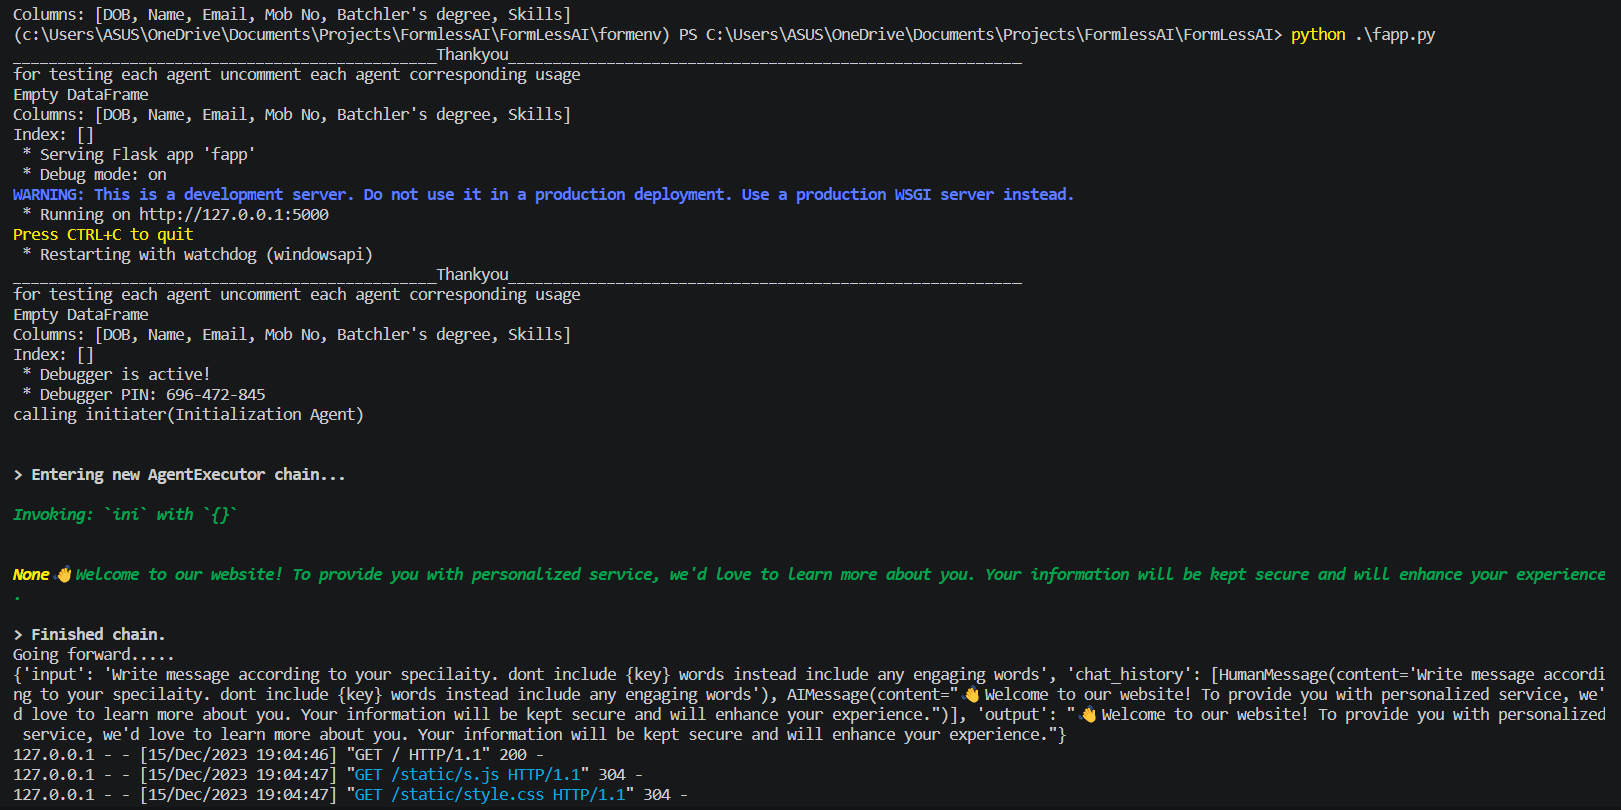 Columns: [DOB, Name, Email, Mob No, Batchler's degree, Skills]
(c:\Users\ASUS\OneDrive\Documents\Projects\FormlessAI\FormLessAI\formenv) PS C:\Users\ASUS\OneDrive\Documents\Projects\FormlessAI\FormLessAI> python .\fapp.py
_______________________________________________Thankyou_________________________________________________________
for testing each agent uncomment each agent corresponding usage
Empty DataFrame
Columns: [DOB, Name, Email, Mob No, Batchler's degree, Skills]
Index: []
 * Serving Flask app 'fapp'
 * Debug mode: on
WARNING: This is a development server. Do not use it in a production deployment. Use a production WSGI server instead.
 * Running on http://127.0.0.1:5000
Press CTRL+C to quit
 * Restarting with watchdog (windowsapi)
_______________________________________________Thankyou_________________________________________________________
for testing each agent uncomment each agent corresponding usage
Empty DataFrame
Columns: [DOB, Name, Email, Mob No, Batchler's degree, Skills]
Index: []
 * Debugger is active!
 * Debugger PIN: 696-472-845
calling initiater(Initialization Agent)
> Entering new AgentExecutor chain...
Invoking: `ini` with `{}`
None👋Welcome to our website! To provide you with personalized service, we'd love to learn more about you. Your information will be kept secure and will enhance your experience
.
> Finished chain.
Going forward.....
{'input': 'Write message according to your specilaity. dont include {key} words instead include any engaging words', 'chat_history': [HumanMessage(content='Write message accordi
ng to your specilaity. dont include {key} words instead include any engaging words'), AIMessage(content="👋Welcome to our website! To provide you with personalized service, we'
d love to learn more about you. Your information will be kept secure and will enhance your experience.")], 'output': "👋Welcome to our website! To provide you with personalized
 service, we'd love to learn more about you. Your information will be kept secure and will enhance your experience."}
127.0.0.1 - - [15/Dec/2023 19:04:46] "GET / HTTP/1.1" 200 -
127.0.0.1 - - [15/Dec/2023 19:04:47] "GET /static/s.js HTTP/1.1" 304 -
127.0.0.1 - - [15/Dec/2023 19:04:47] "GET /static/style.css HTTP/1.1" 304 -